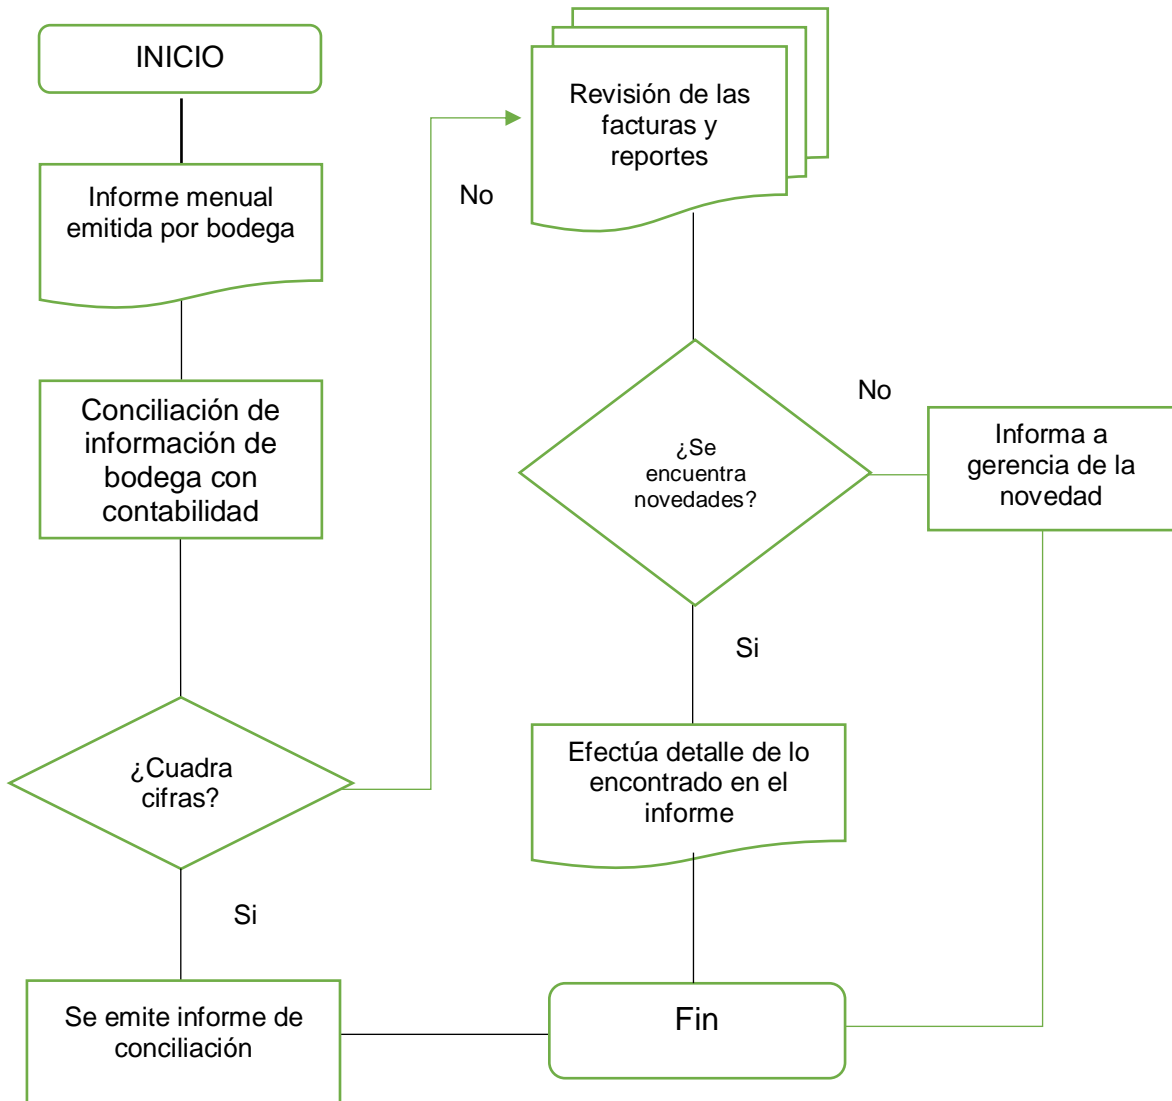 INICIO
Informe menual
emitida por bodega
Conciliación de
información de
bodega con
contabilidad
¿Cuadra
cifras?
Si
Se emite informe de
conciliación
No
Revisión de las
facturas y
reportes
¿Se
encuentra
novedades?
No
Informa a
gerencia de la
novedad
Si
Efectúa detalle de lo
encontrado en el
informe
Fin